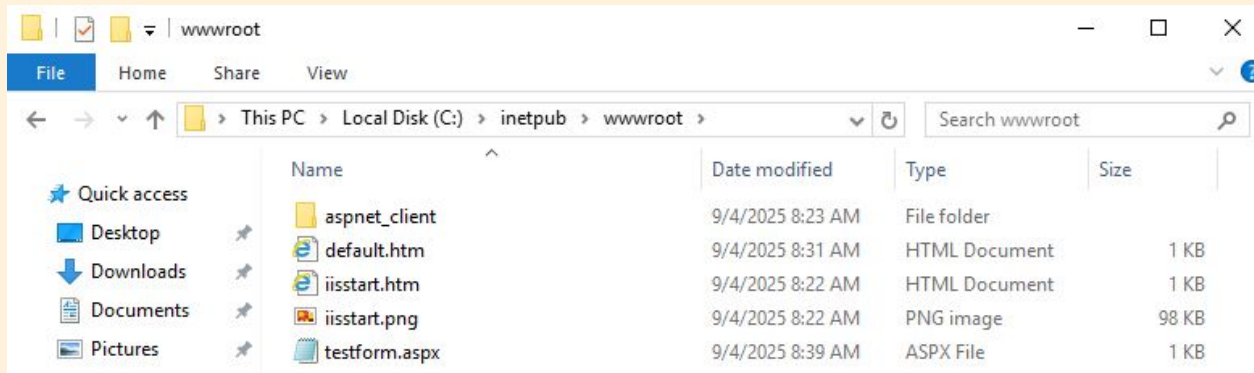 wwwroot
File Home Share View
This PC Local Disk (C:) inetpub wwwroot Search wwwroot
Name Date modified Type Size
Quick access
Desktop
Downloads
Documents
Pictures
aspnet_client 9/4/2025 8:23 AM File folder
default.htm 9/4/2025 8:31 AM HTML Document 1 KB
iisstart.htm 9/4/2025 8:22 AM HTML Document 1 KB
iisstart.png 9/4/2025 8:22 AM PNG image 98 KB
testform.aspx 9/4/2025 8:39 AM ASPX File 1 KB